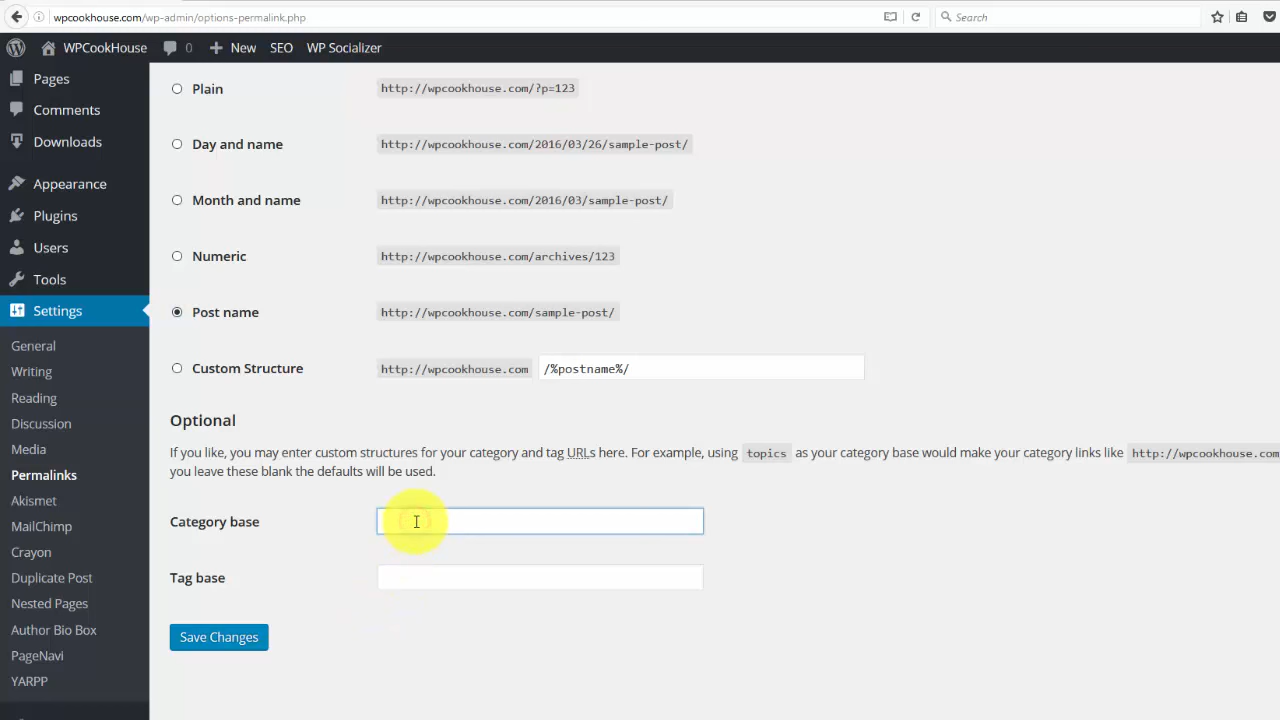 wpcookhouse.com/wp-admin/options-permalink.php
Search
WPCookHouse 0 New SEO WP Socializer
Pages
Comments
Downloads
Appearance
Plugins
Users
Tools
Settings
General
Writing
Reading
Discussion
Media
Permalinks
Akismet
MailChimp
Crayon
Duplicate Post
Nested Pages
Author Bio Box
PageNavi
YARPP
Plain http://wpcookhouse.com/?p=123
Day and name http://wpcookhouse.com/2016/03/26/sample-post/
Month and name http://wpcookhouse.com/2016/03/sample-post/
Numeric http://wpcookhouse.com/archives/123
Post name http://wpcookhouse.com/sample-post/
Custom Structure http://wpcookhouse.com /%postname%/
Optional
If you like, you may enter custom structures for your category and tag URLs here. For example, using topics as your category base would make your category links like http://wpcookhouse.com
you leave these blank the defaults will be used.
Category base
Tag base
Save Changes